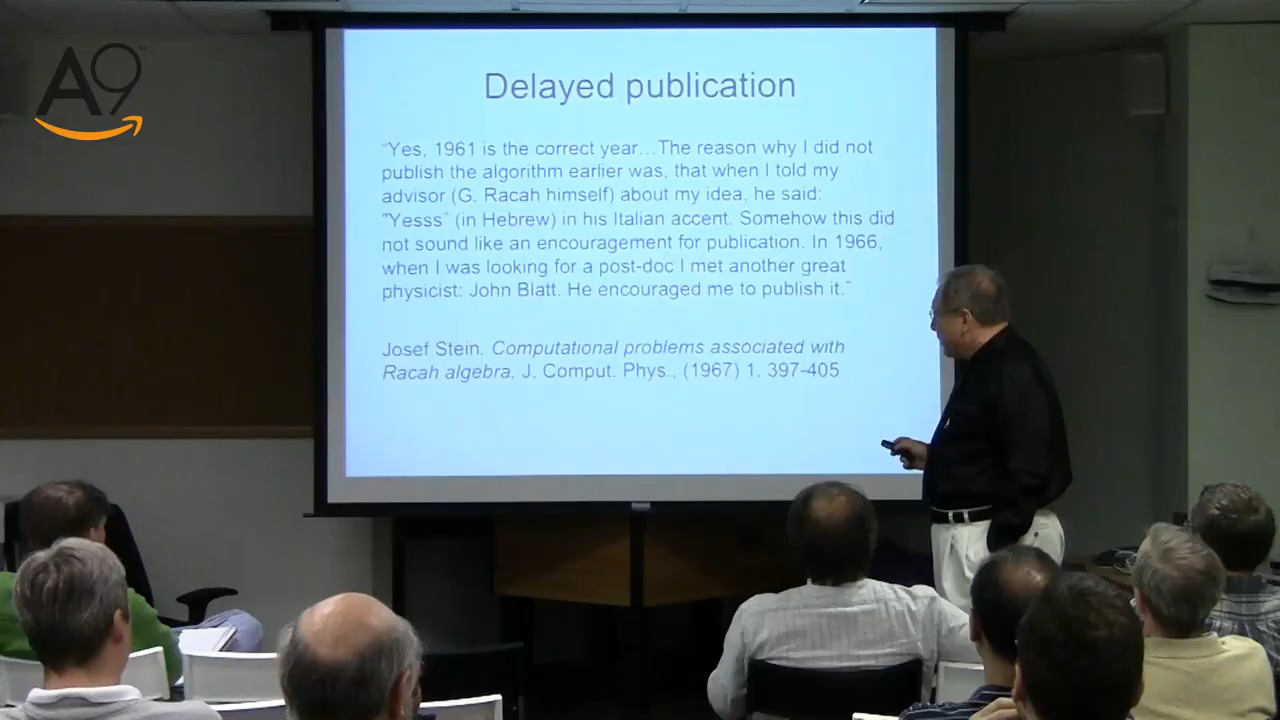 A9
Delayed publication
“Yes, 1961 is the correct year…The reason why I did not
publish the algorithm earlier was, that when I told my
advisor (G. Racah himself) about my idea, he said:
"Yesss" (in Hebrew) in his Italian accent. Somehow this did
not sound like an encouragement for publication. In 1966,
when I was looking for a post-doc I met another great
physicist: John Blatt. He encouraged me to publish it.”
Josef Stein. Computational problems associated with
Racah algebra, J. Comput. Phys., (1967) 1, 397-405